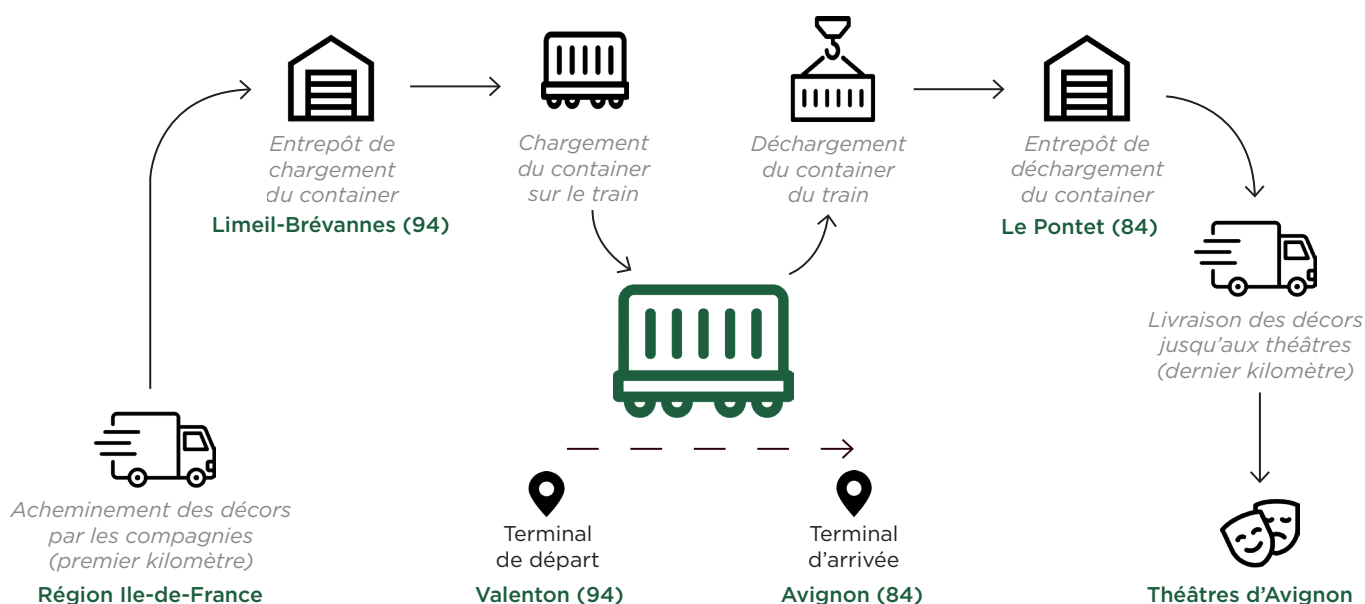 Entrepôt de
chargement
du container
Limeil-Brévannes (94)
Chargement
du container
sur le train
Déchargement
du container
du train
Entrepôt de
déchargement
du container
Le Pontet (84)
Livraison des décors
jusqu'aux théâtres
(dernier kilomètre)
Acheminement des décors
par les compagnies
(premier kilomètre)
Région Ile-de-France
Terminal
de départ
Valenton (94)
Terminal
d'arrivée
Avignon (84)
Théâtres d'Avignon